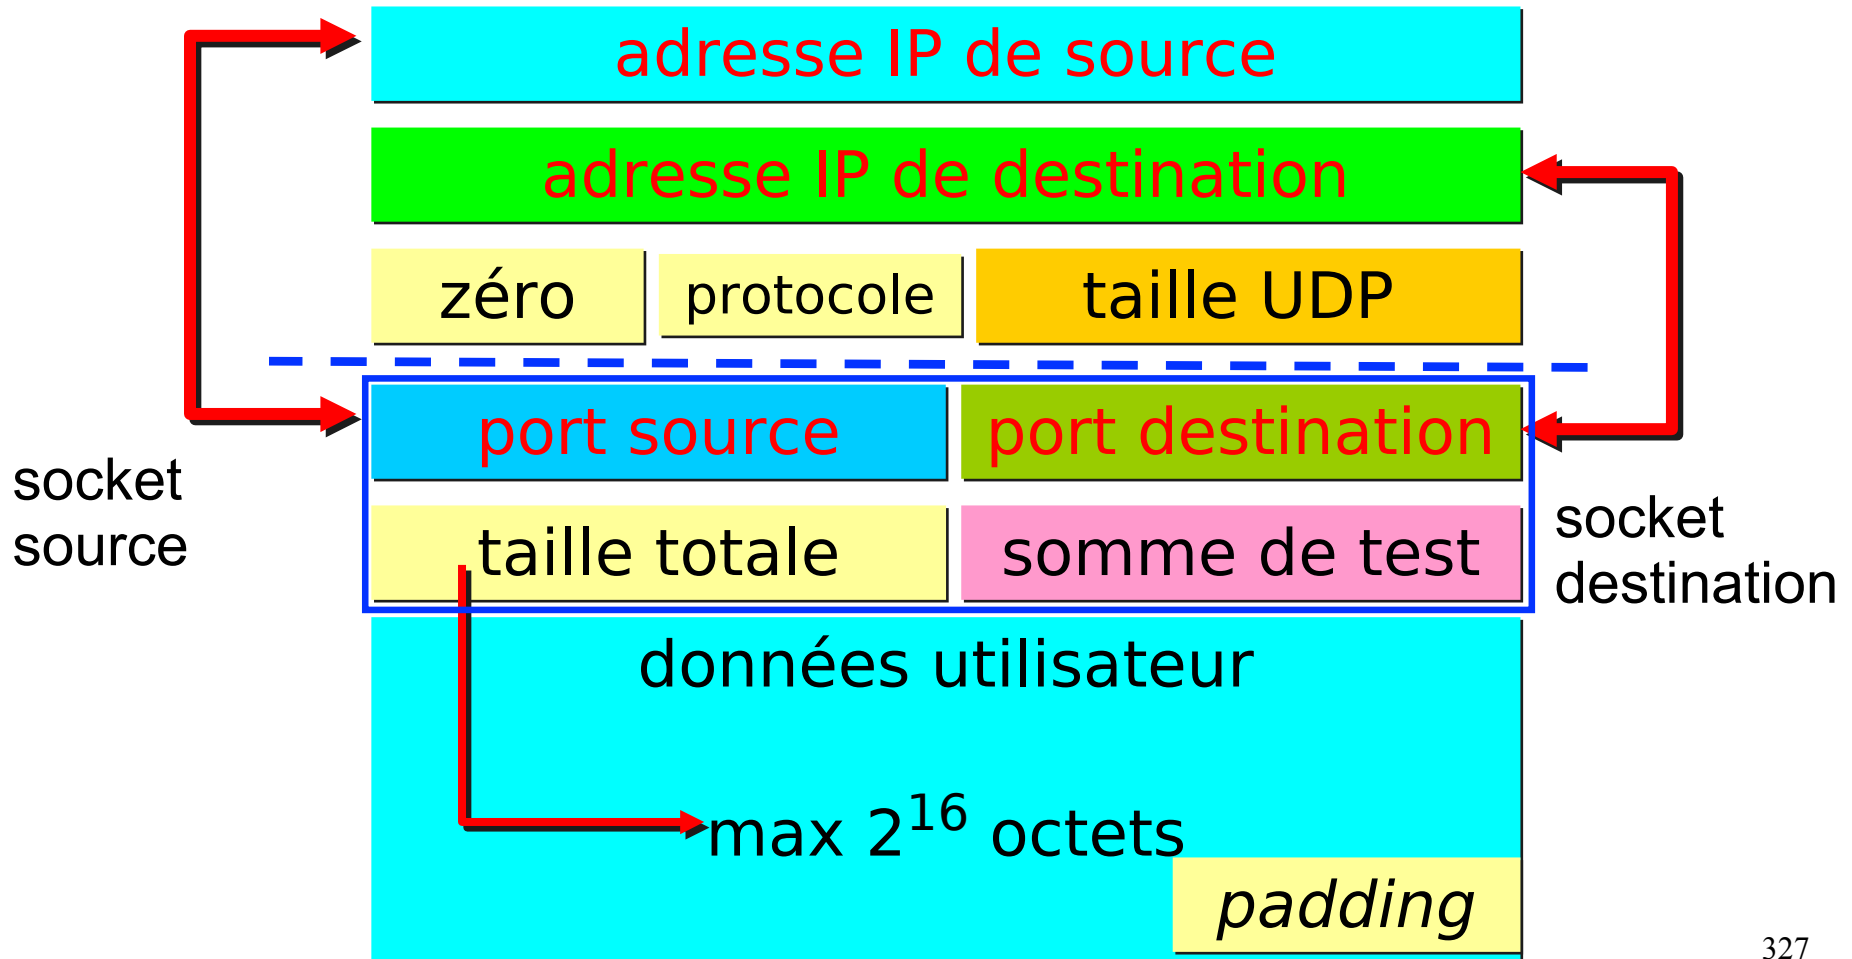 adresse IP de source
adresse IP de destination
zéro protocole taille UDP
port source port destination
socket
source
taille totale somme de test
socket
destination
données utilisateur
max 2¹⁶ octets
padding
327